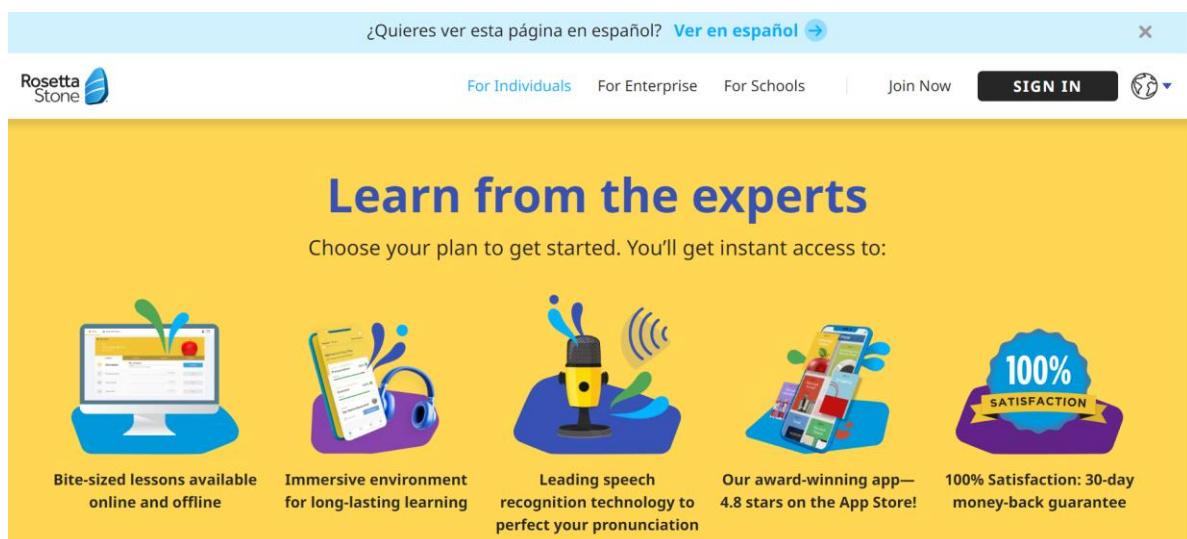 ¿Quieres ver esta página en español? Ver en español
Rosetta
Stone
For Individuals For Enterprise For Schools Join Now SIGN IN
Learn from the experts
Choose your plan to get started. You'll get instant access to:
100%
SATISFACTION
Bite-sized lessons available
online and offline
Immersive environment
for long-lasting learning
Leading speech
recognition technology to
perfect your pronunciation
Our award-winning app—
4.8 stars on the App Store!
100% Satisfaction: 30-day
money-back guarantee